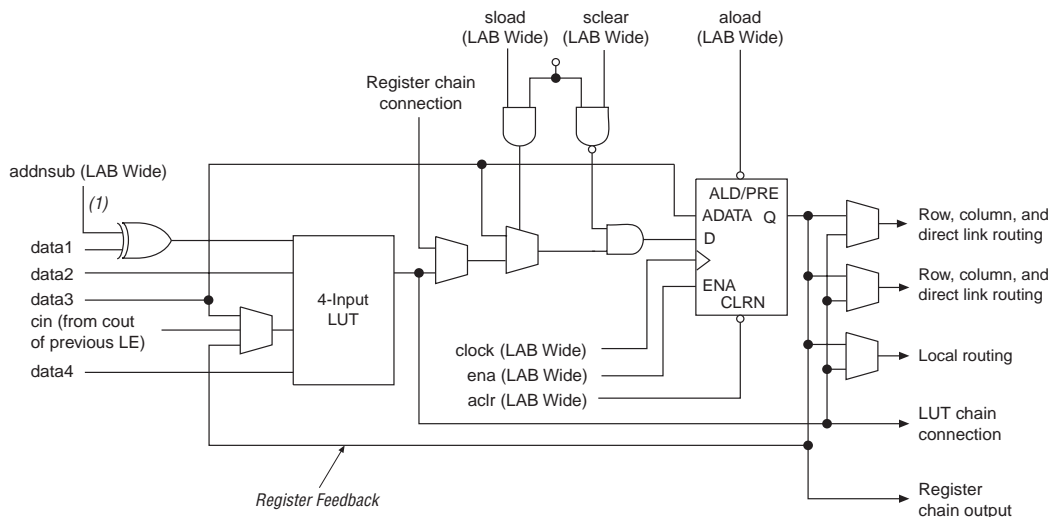 sload
(LAB Wide)
sclear
(LAB Wide)
aload
(LAB Wide)
Register chain
connection
addnsub (LAB Wide)
(1)
data1
data2
data3
cin (from cout
of previous LE)
data4
4-Input
LUT
ALD/PRE
ADATA
Q
D
ENA
CLRN
clock (LAB Wide)
ena (LAB Wide)
aclr (LAB Wide)
Row, column, and
direct link routing
Row, column, and
direct link routing
Local routing
LUT chain
connection
Register
chain output
Register Feedback